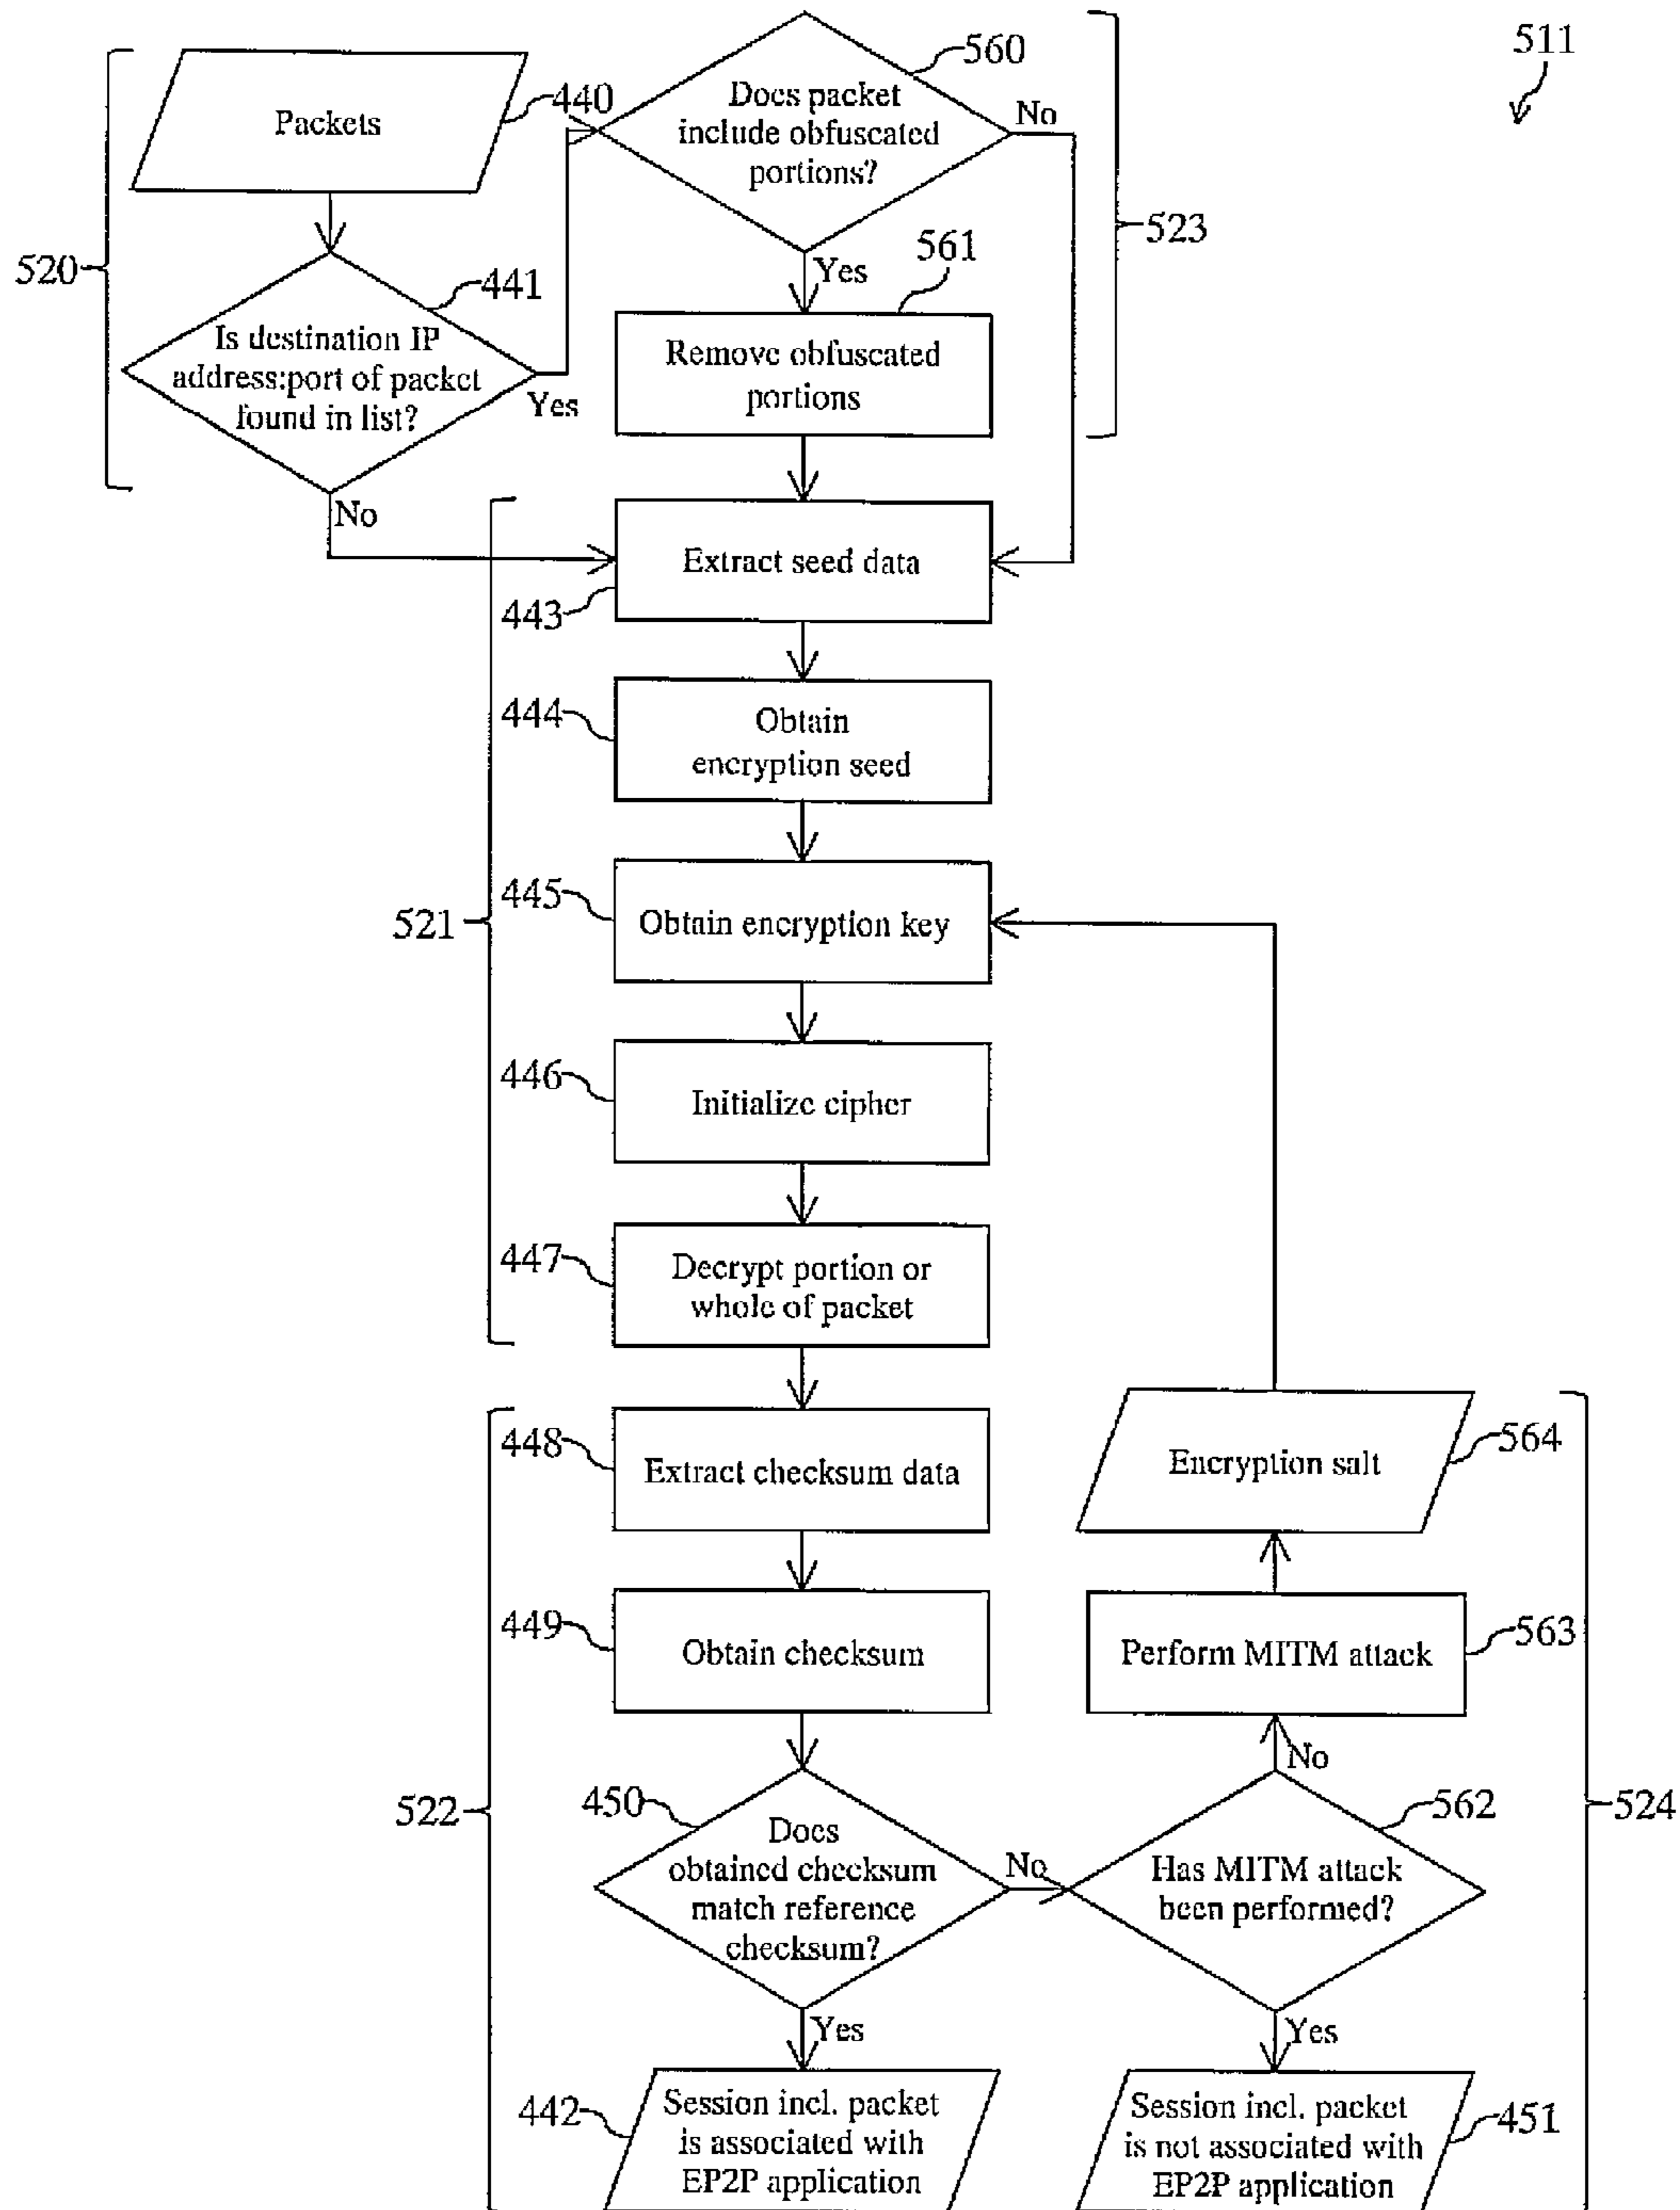 511
520
Packets
440
Is destination IP
address:port of packet
found in list?
441
Yes
No
Does packet
include obfuscated
portions?
560
No
Yes
523
561
Remove obfuscated
portions
521
Extract seed data
443
444
Obtain
encryption seed
445
Obtain encryption key
446
Initialize cipher
447
Decrypt portion or
whole of packet
522
448
Extract checksum data
449
Obtain checksum
450
Does
obtained checksum
match reference
checksum?
No
Yes
442
Session incl. packet
is associated with
EP2P application
524
Encryption salt
564
Perform MITM attack
563
No
562
Has MITM attack
been performed?
Yes
Session incl. packet
is not associated with
EP2P application
451